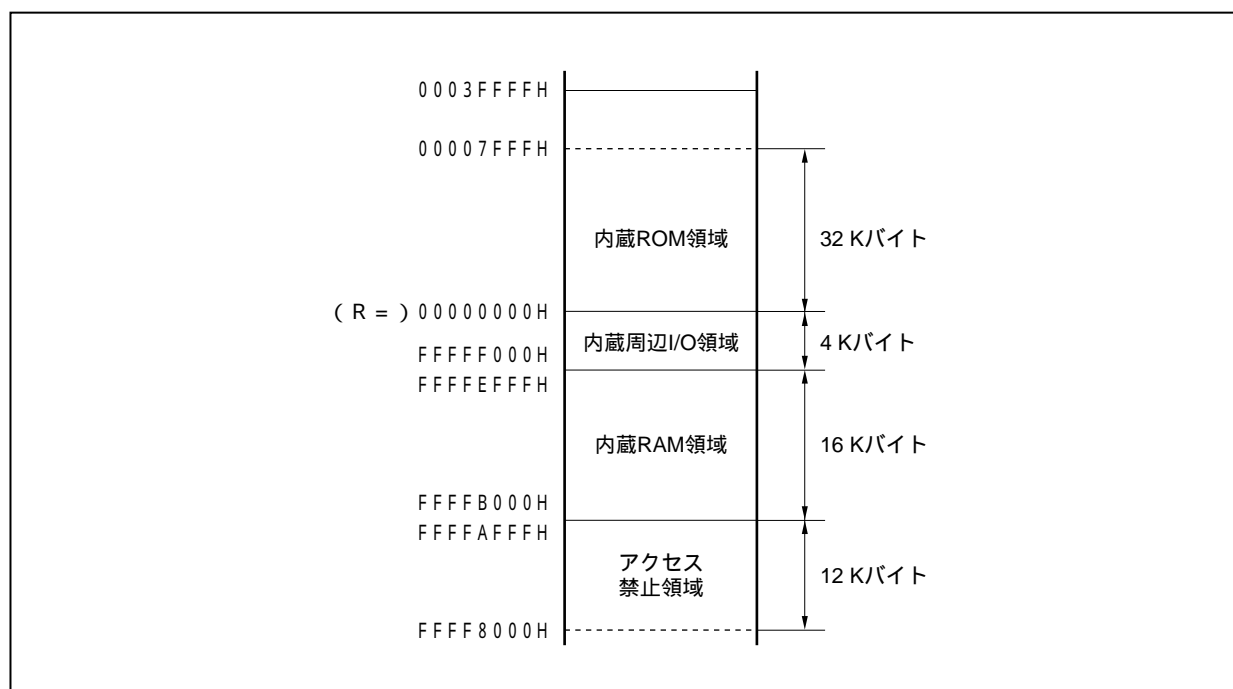 0003FFFFH
00007FFFH
内蔵ROM領域
32 Kバイト
( R = ) 00000000H
内蔵周辺I/O領域
4 Kバイト
FFFFF000H
FFFFEFFFH
内蔵RAM領域
16 Kバイト
FFFFB000H
FFFFAFFFH
アクセス
禁止領域
12 Kバイト
FFFF8000H